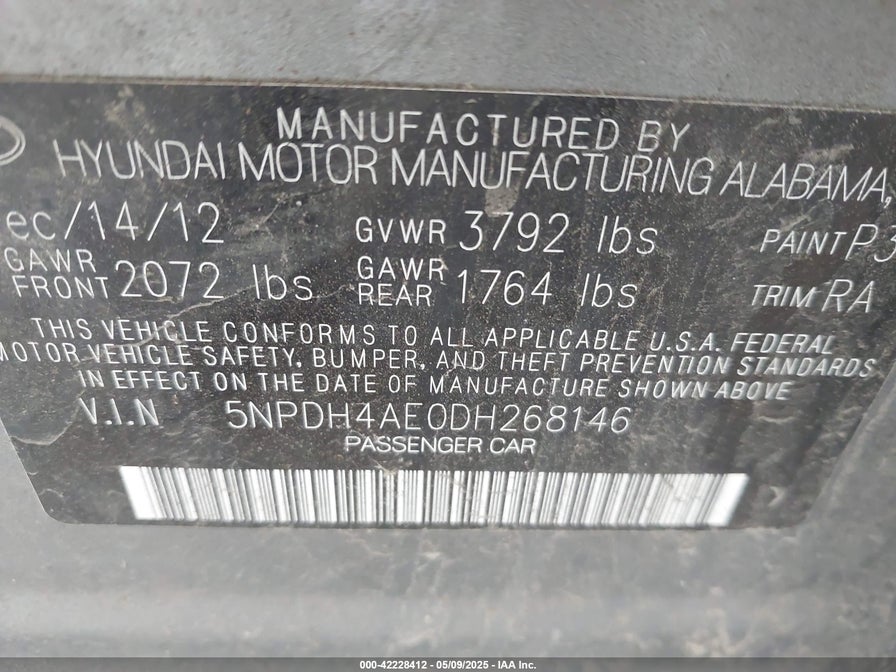 MANUFACTURED BY
HYUNDAI MOTOR MANUFACTURING ALABAMA,
ec/14/12 GVWR 3792 lbs PAINT P3
GAWR FRONT 2072 lbs GAWR REAR 1764 lbs TRIM RA
THIS VEHICLE CONFORMS TO ALL APPLICABLE U.S.A. FEDERAL
MOTOR VEHICLE SAFETY, BUMPER, AND THEFT PREVENTION STANDARDS
IN EFFECT ON THE DATE OF MANUFACTURE SHOWN ABOVE
V.I.N 5NPDH4AE0DH268146
PASSENGER CAR
000-42228412 - 05/09/2025 - IAA Inc.